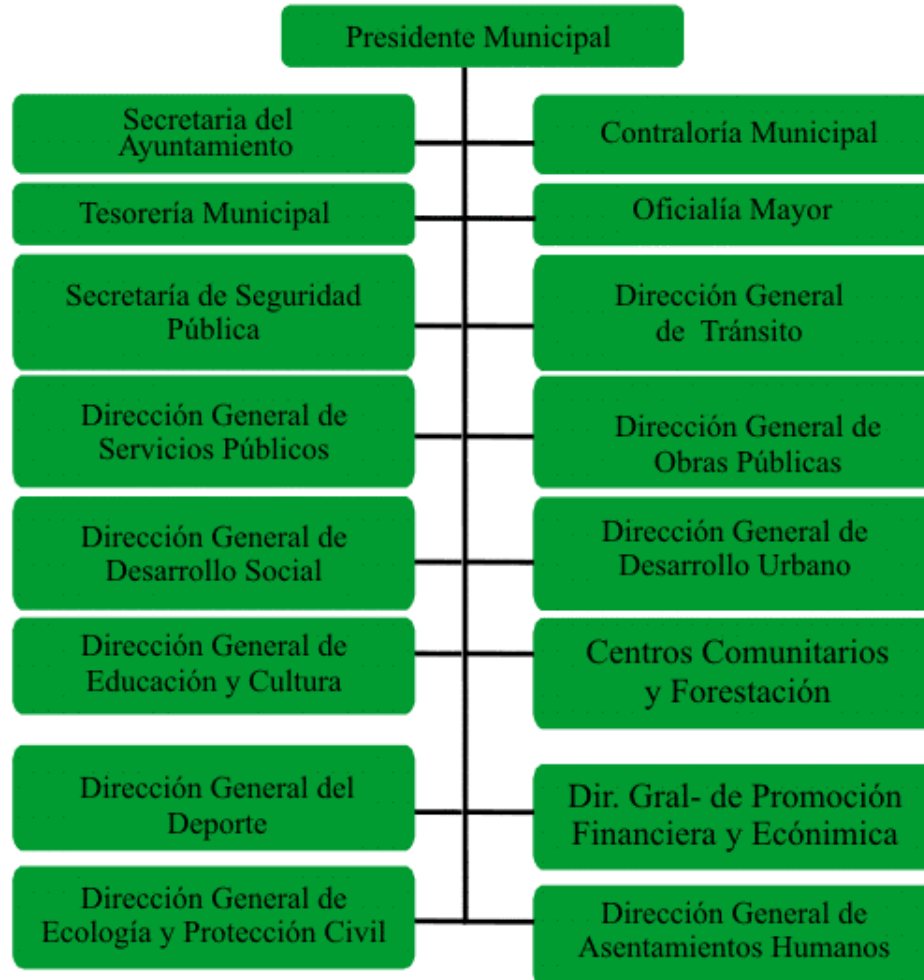 Presidente Municipal
Secretaria del
Ayuntamiento
Contraloría Municipal
Tesorería Municipal
Oficialía Mayor
Secretaría de Seguridad
Pública
Dirección General
de Tránsito
Dirección General de
Servicios Públicos
Dirección General de
Obras Públicas
Dirección General de
Desarrollo Social
Dirección General de
Desarrollo Urbano
Dirección General de
Educación y Cultura
Centros Comunitarios
y Forestación
Dirección General del
Deporte
Dir. Gral- de Promoción
Financiera y Ecónimica
Dirección General de
Ecología y Protección Civil
Dirección General de
Asentamientos Humanos